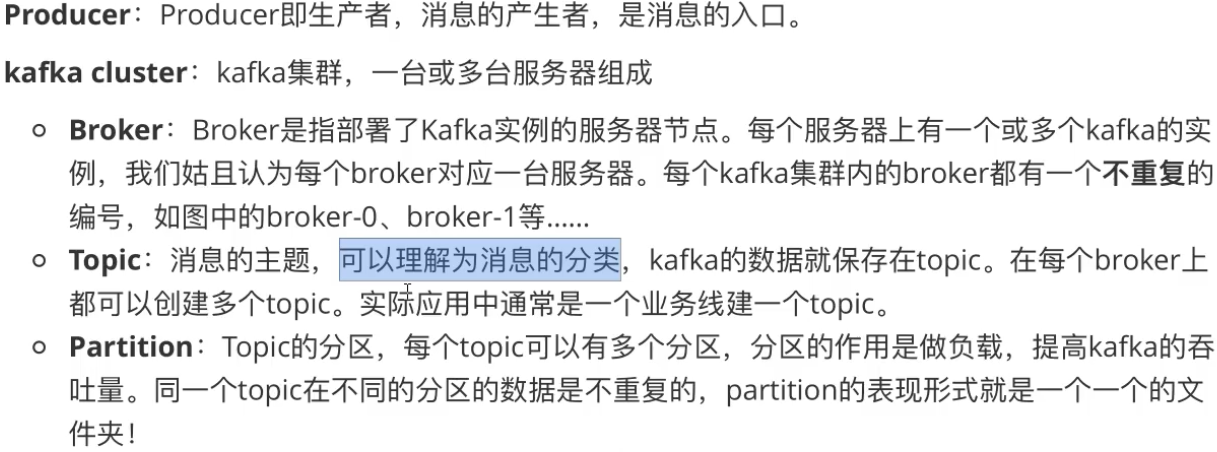 Producer：Producer即生产者，消息的产生者，是消息的入口。
kafka cluster：kafka集群，一台或多台服务器组成
Broker：Broker是指部署了Kafka实例的服务器节点。每个服务器上有一个或多个kafka的实
例，我们姑且认为每个broker对应一台服务器。每个kafka集群内的broker都有一个不重复的
编号，如图中的broker-0、broker-1等……
Topic：消息的主题，可以理解为消息的分类，kafka的数据就保存在topic。在每个broker上
都可以创建多个topic。实际应用中通常是一个业务线建一个topic。
Partition：Topic的分区，每个topic可以有多个分区，分区的作用是做负载，提高kafka的吞
吐量。同一个topic在不同的分区的数据是不重复的，partition的表现形式就是一个一个的文
件夹！